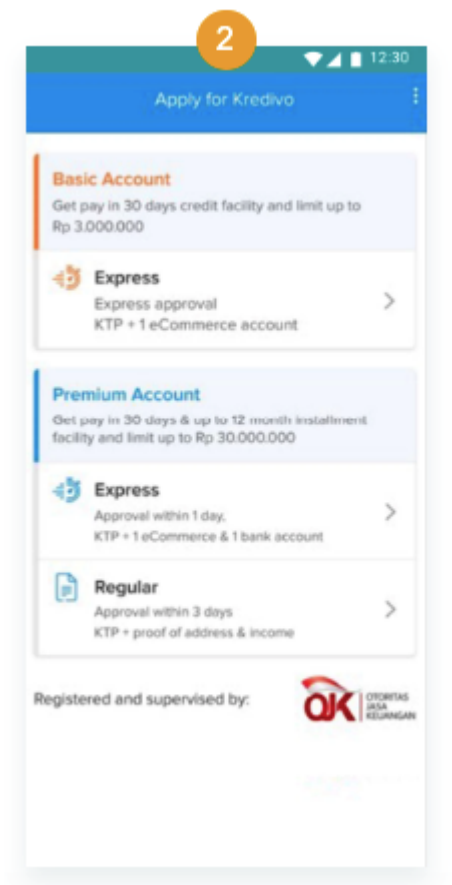 2
12:30
Apply for Kredivo
Basic Account
Get pay in 30 days credit facility and limit up to
Rp 3.000.000
Express
Express approval
KTP + 1 eCommerce account
Premium Account
Get pay in 30 days & up to 12 month installment
facility and limit up to Rp 30.000.000
Express
Approval within 1 day,
KTP + 1 eCommerce & 1 bank account
Regular
Approval within 3 days
KTP + proof of address & income
Registered and supervised by:
OJK
OTORITAS
JASA
KEUANGAN